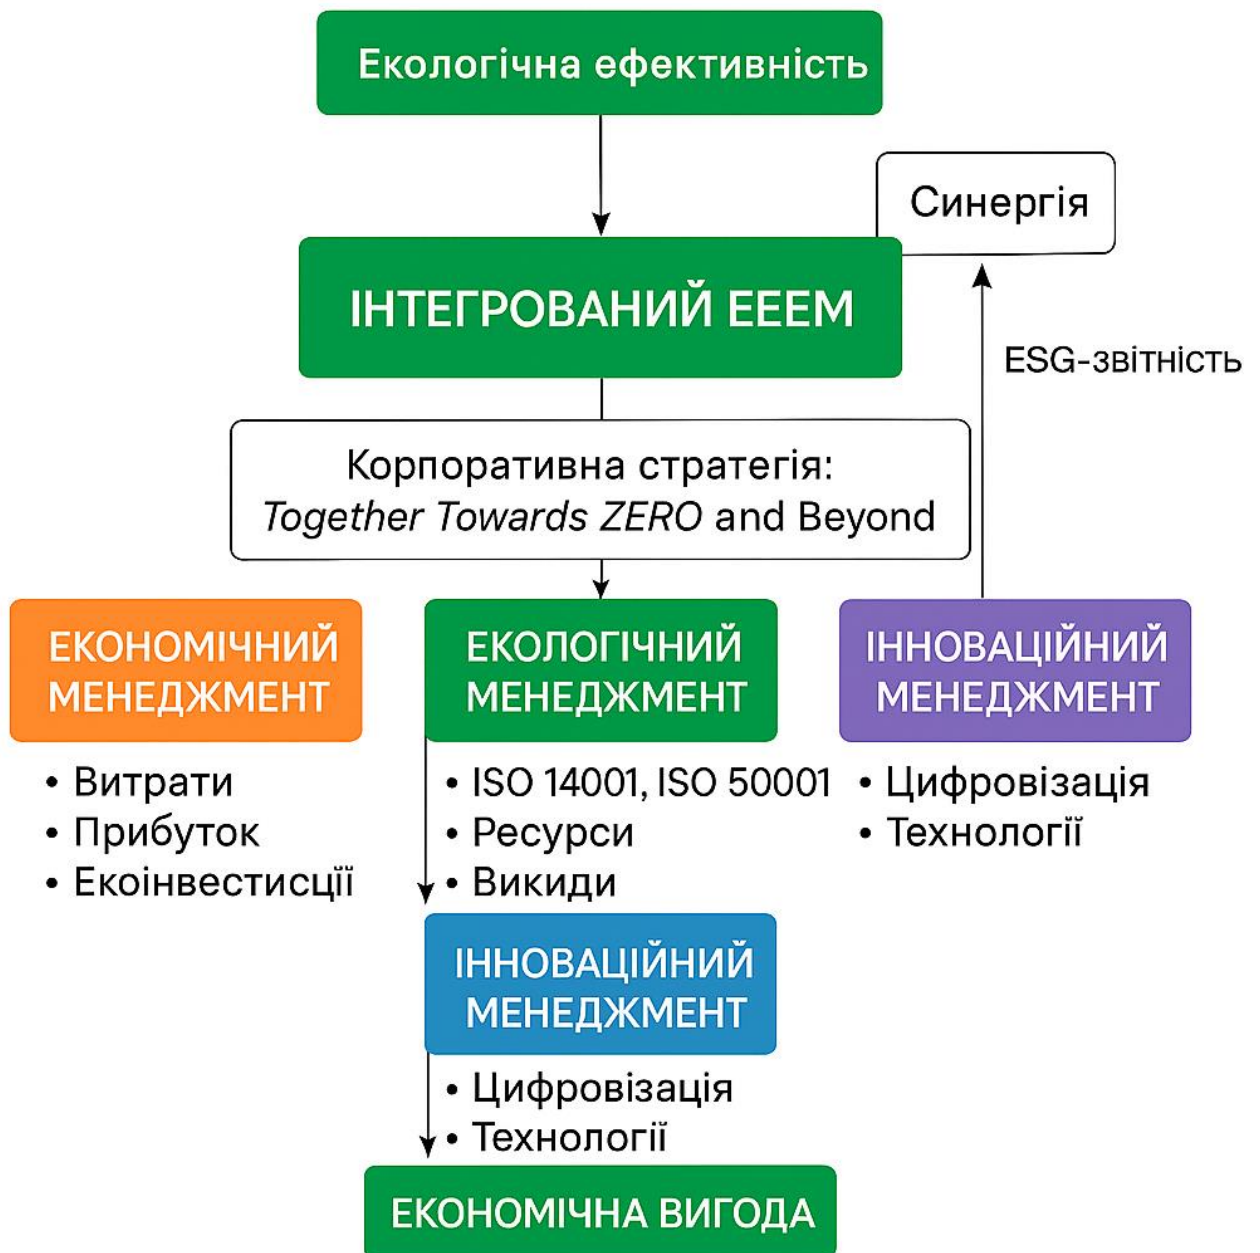 Екологічна ефективність
Синергія
ІНТЕГРОВАНИЙ ЕЕЕМ
ESG-звітність
Корпоративна стратегія:
Together Towards ZERO and Beyond
ЕКОНОМІЧНИЙ
МЕНЕДЖМЕНТ
• Витрати
• Прибуток
• Екоінвестисції
ЕКОЛОГІЧНИЙ
МЕНЕДЖМЕНТ
• ISO 14001, ISO 50001
• Ресурси
• Викиди
ІННОВАЦІЙНИЙ
МЕНЕДЖМЕНТ
• Цифровізація
• Технології
ІННОВАЦІЙНИЙ
МЕНЕДЖМЕНТ
• Цифровізація
• Технології
ЕКОНОМІЧНА ВИГОДА